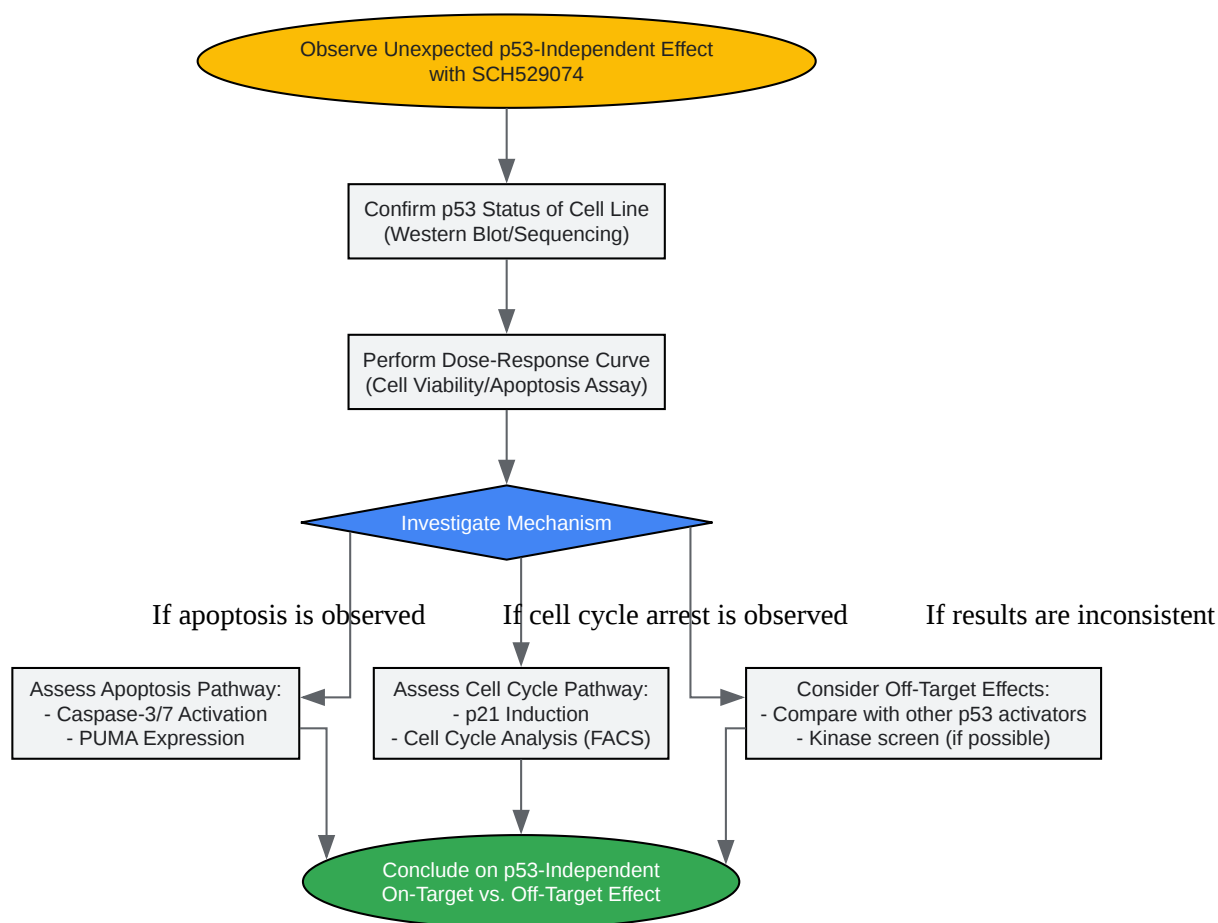 Observe Unexpected p53-Independent Effect
with SCH529074
Confirm p53 Status of Cell Line
(Western Blot/Sequencing)
Perform Dose-Response Curve
(Cell Viability/Apoptosis Assay)
Investigate Mechanism
If apoptosis is observed
If cell cycle arrest is observed
If results are inconsistent
Assess Apoptosis Pathway:
- Caspase-3/7 Activation
- PUMA Expression
Assess Cell Cycle Pathway:
- p21 Induction
- Cell Cycle Analysis (FACS)
Consider Off-Target Effects:
- Compare with other p53 activators
- Kinase screen (if possible)
Conclude on p53-Independent
On-Target vs. Off-Target Effect